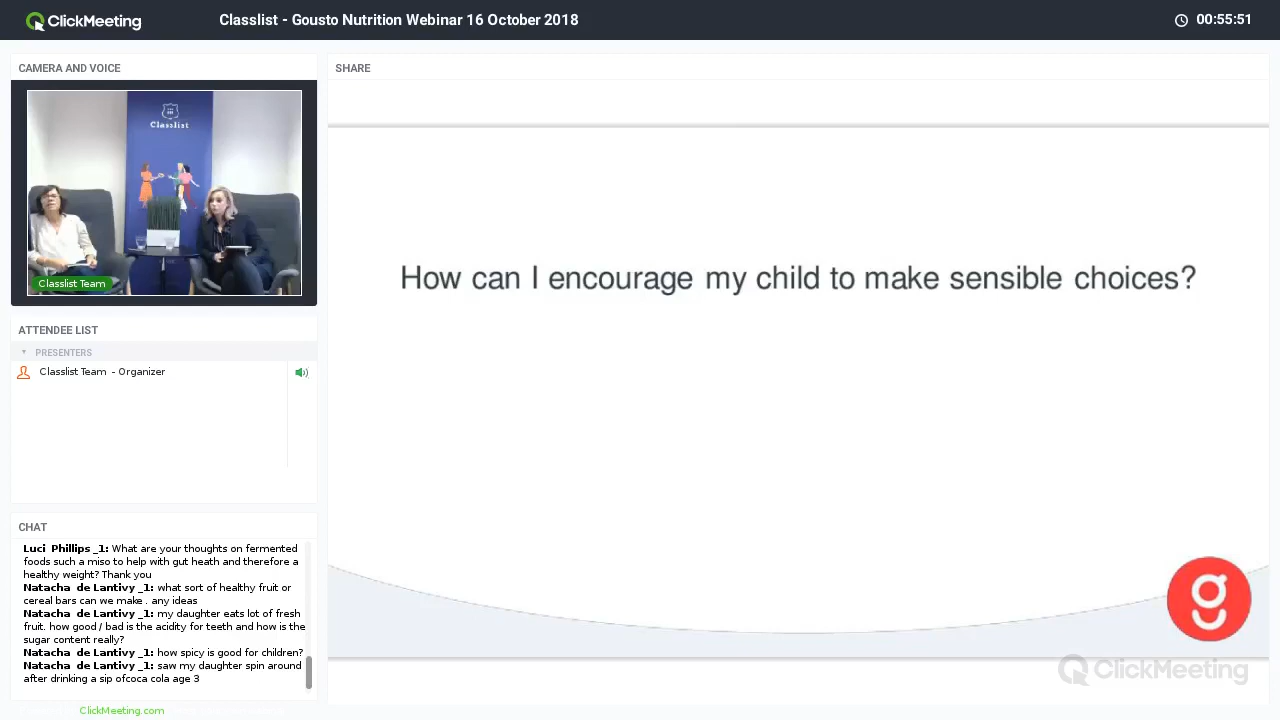 ClickMeeting
Classlist - Gousto Nutrition Webinar 16 October 2018
00:55:51
CAMERA AND VOICE
Classlist
Classlist Team
ATTENDEE LIST
PRESENTERS
Classlist Team - Organizer
CHAT
Luci Phillips _1: What are your thoughts on fermented
foods such a miso to help with gut heath and therefore a
healthy weight? Thank you
Natacha de Lantivy _1: what sort of healthy fruit or
cereal bars can we make . any ideas
Natacha de Lantivy _1: my daughter eats lot of fresh
fruit. how good / bad is the acidity for teeth and how is the
sugar content really?
Natacha de Lantivy _1: how spicy is good for children?
Natacha de Lantivy _1: saw my daughter spin around
after drinking a sip ofcoca cola age 3
ClickMeeting.com
SHARE
How can I encourage my child to make sensible choices?
g
ClickMeeting